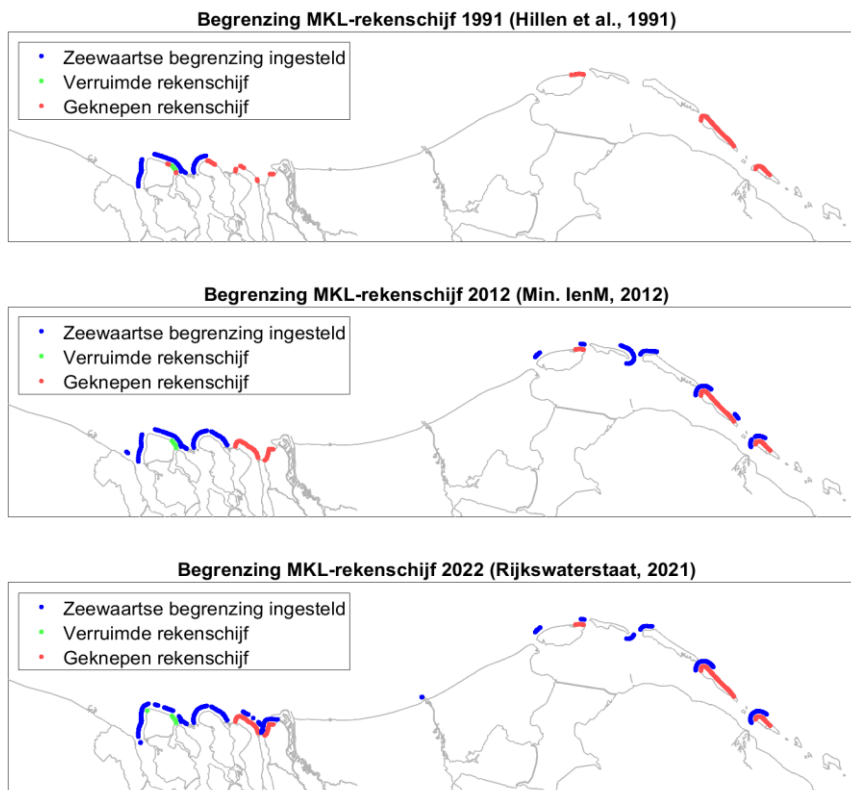 Begrenzing MKL-rekenschijf 1991 (Hillen et al., 1991)
Zeewaartse begrenzing ingesteld
Verruimde rekenschijf
Geknepen rekenschijf
Begrenzing MKL-rekenschijf 2012 (Min. IenM, 2012)
Zeewaartse begrenzing ingesteld
Verruimde rekenschijf
Geknepen rekenschijf
Begrenzing MKL-rekenschijf 2022 (Rijkswaterstaat, 2021)
Zeewaartse begrenzing ingesteld
Verruimde rekenschijf
Geknepen rekenschijf